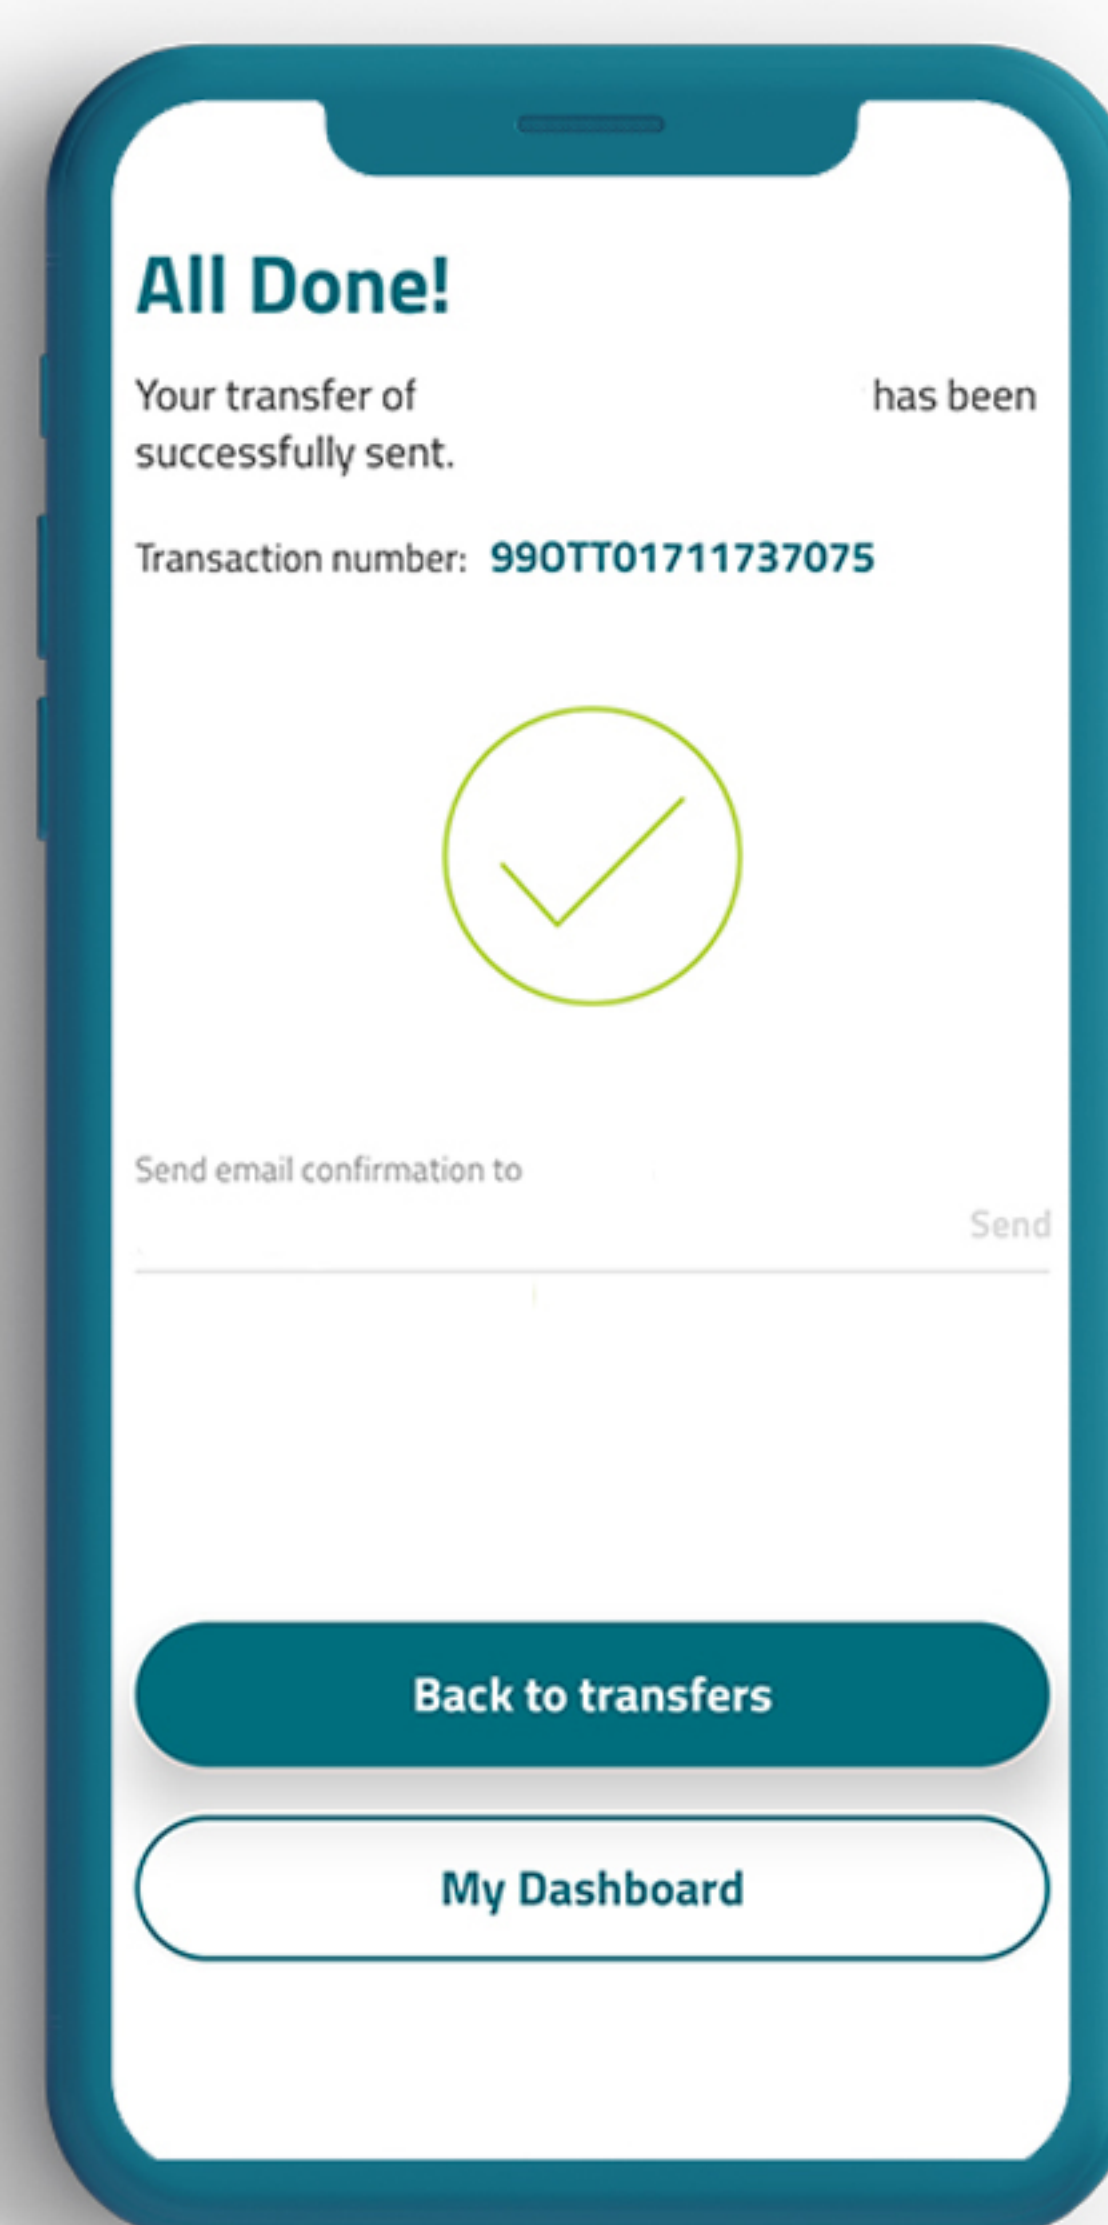 All Done!
Your transfer of has been
successfully sent.
Transaction number: 99OTT01711737075
Send email confirmation to
Send
Back to transfers
My Dashboard